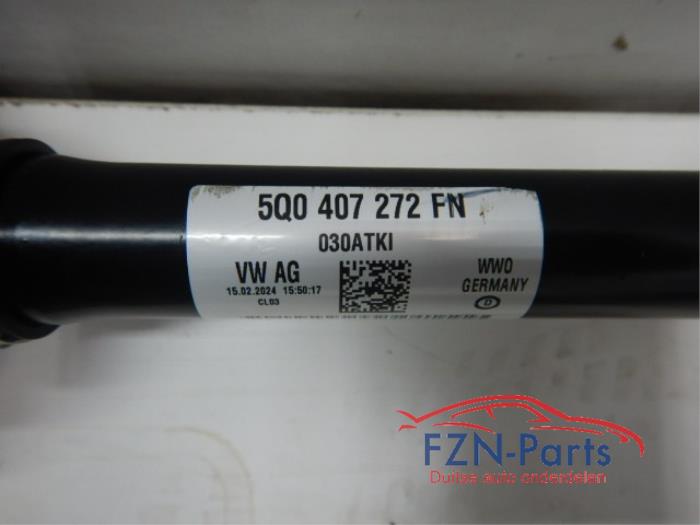 5Q0 407 272 FN
030ATKI
VW AG
15.02.2024 15:50:17
CL03
WWO
GERMANY
D
FZN-Parts
Duitse auto onderdelen